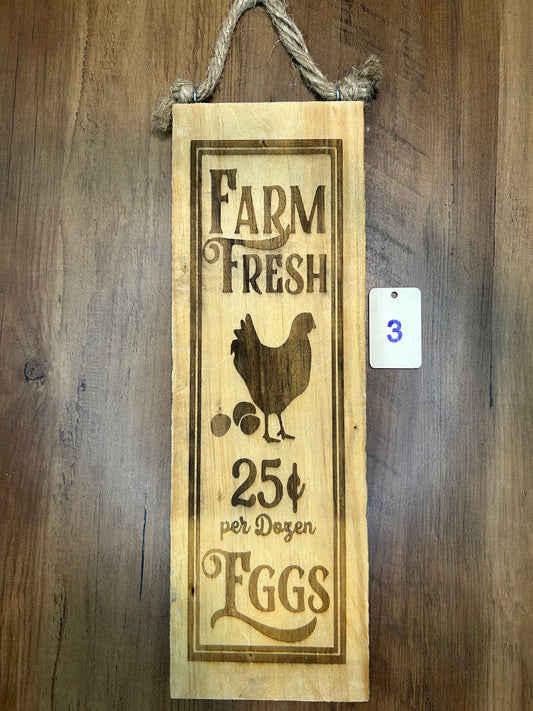 FARM
FRESH
3
25¢
per Dozen
EGGS